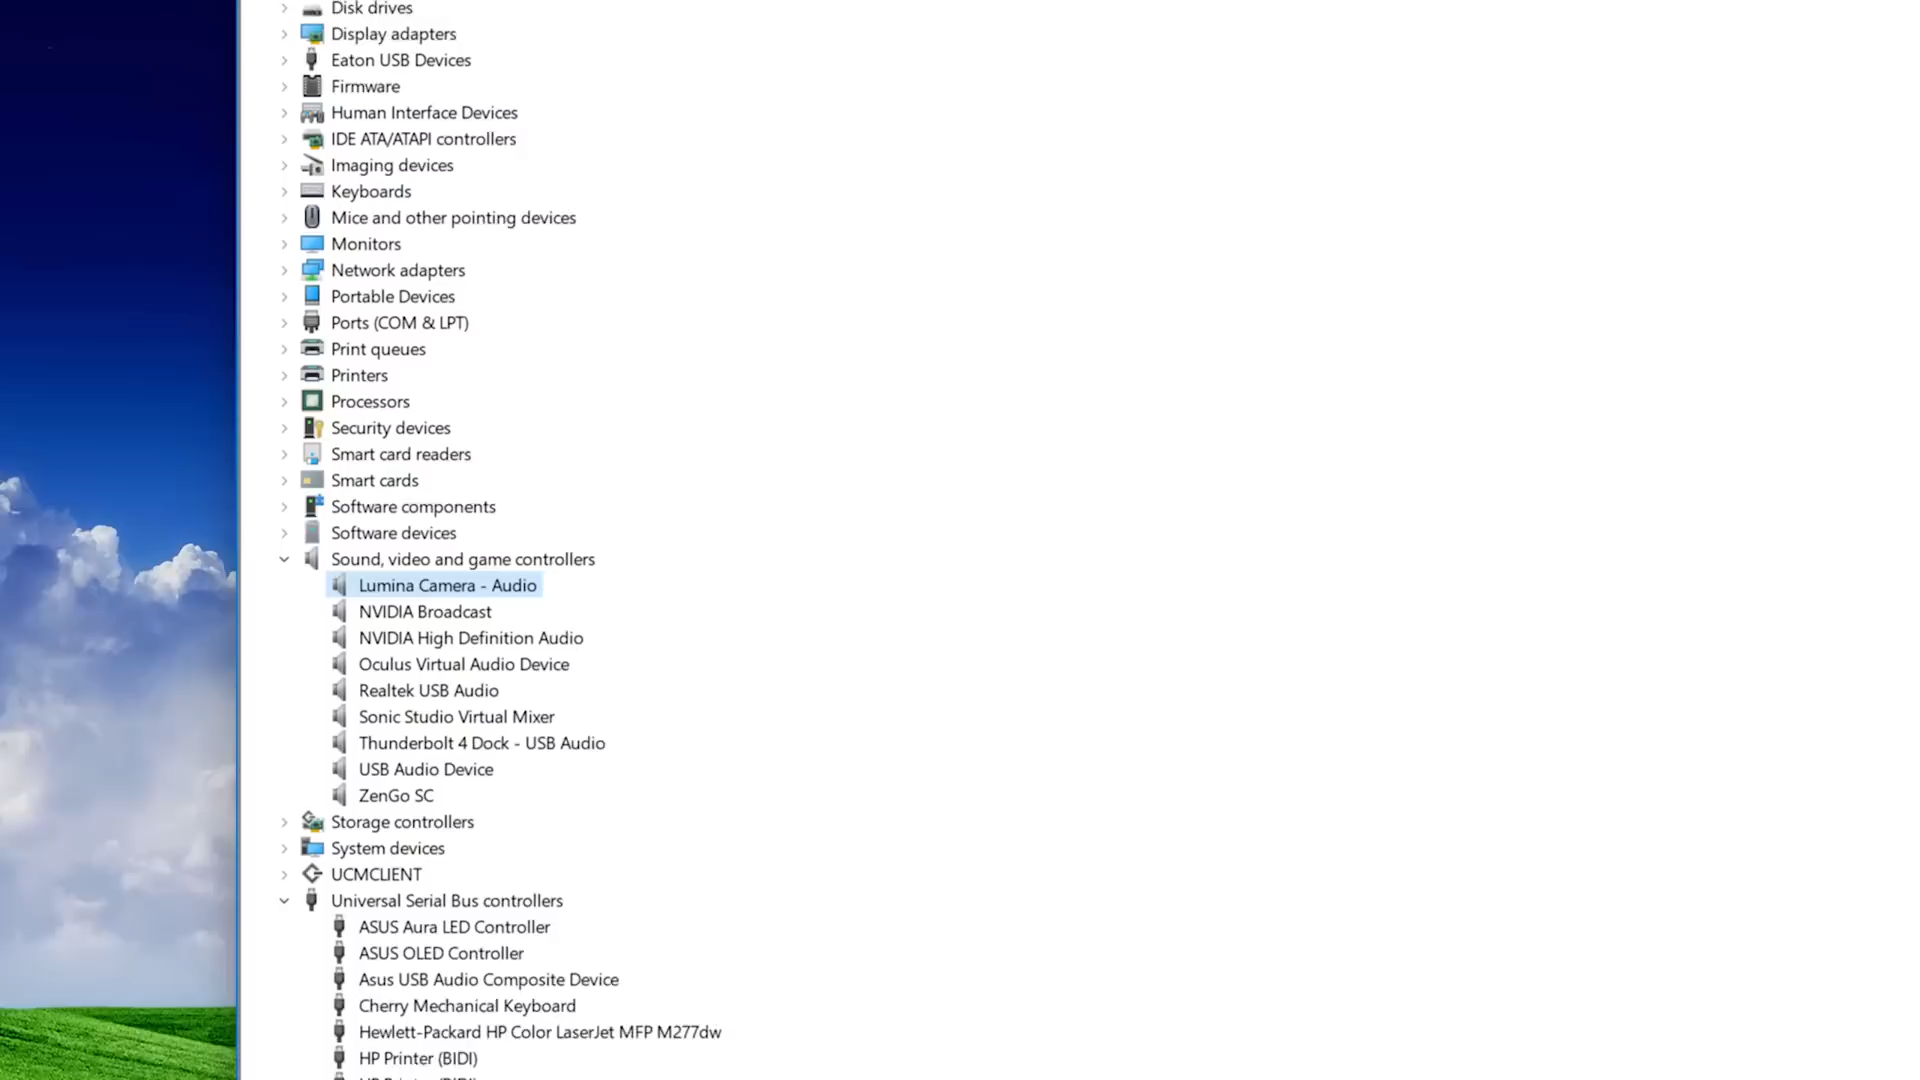 Disk drives
Display adapters
Eaton USB Devices
Firmware
Human Interface Devices
IDE ATA/ATAPI controllers
Imaging devices
Keyboards
Mice and other pointing devices
Monitors
Network adapters
Portable Devices
Ports (COM & LPT)
Print queues
Printers
Processors
Security devices
Smart card readers
Smart cards
Software components
Software devices
Sound, video and game controllers
Lumina Camera - Audio
NVIDIA Broadcast
NVIDIA High Definition Audio
Oculus Virtual Audio Device
Realtek USB Audio
Sonic Studio Virtual Mixer
Thunderbolt 4 Dock - USB Audio
USB Audio Device
ZenGo SC
Storage controllers
System devices
UCMCLIENT
Universal Serial Bus controllers
ASUS Aura LED Controller
ASUS OLED Controller
Asus USB Audio Composite Device
Cherry Mechanical Keyboard
Hewlett-Packard HP Color LaserJet MFP M277dw
HP Printer (BIDI)